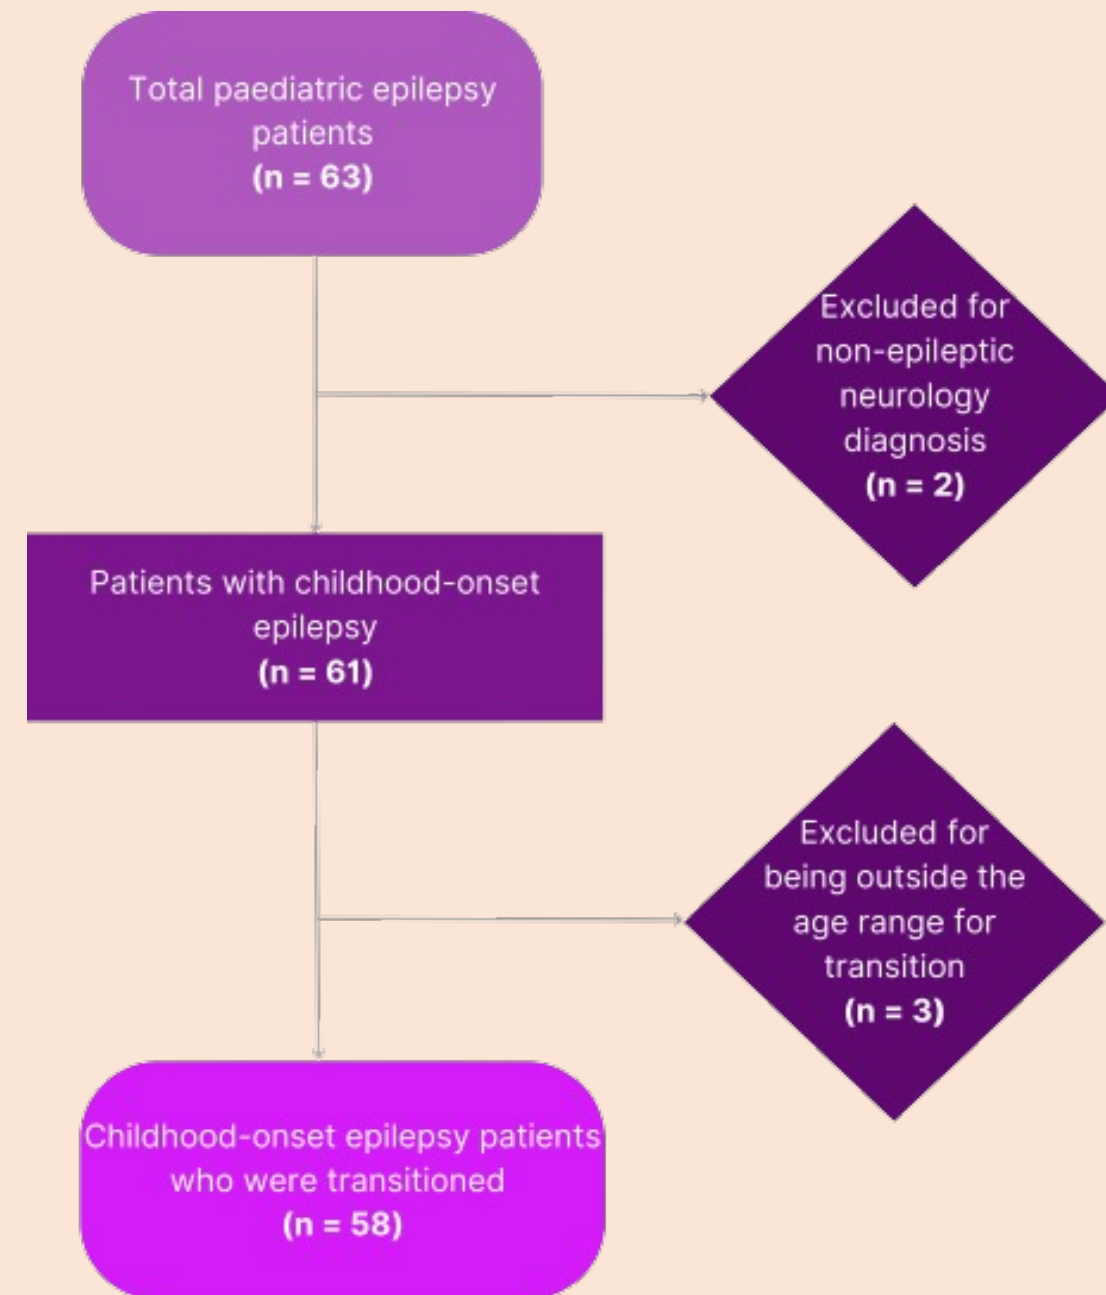 Total paediatric epilepsy
patients
(n = 63)
Excluded for
non-epileptic
neurology
diagnosis
(n = 2)
Patients with childhood-onset
epilepsy
(n = 61)
Excluded for
being outside the
age range for
transition
(n = 3)
Childhood-onset epilepsy patients
who were transitioned
(n = 58)